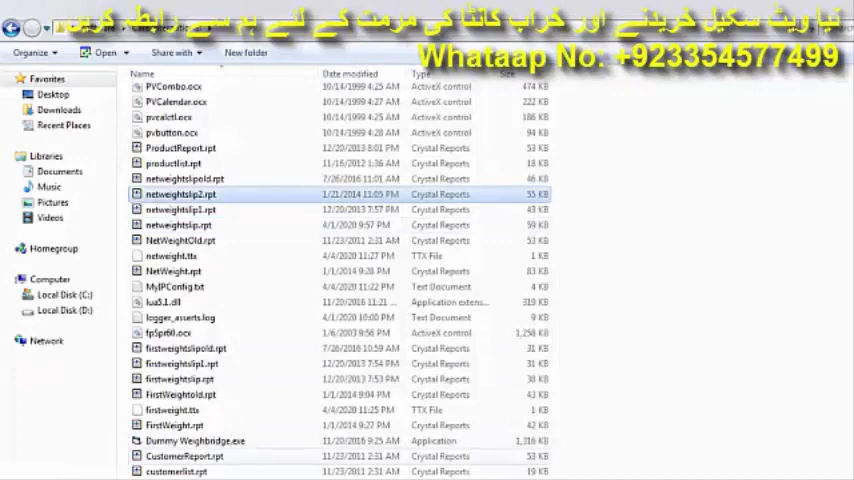 نیا ویٹ سکیل خریدنے اور خراب کانٹا کی مرمت کے لئے ہم سے رابطہ کریں
Whataap No: +923354577499
Organize Open Share with New folder
Name Date modified Type Size
Favorites
Desktop
Downloads
Recent Places
Libraries
Documents
Music
Pictures
Videos
Homegroup
Computer
Local Disk (C:)
Local Disk (D:)
Network
PVCombo.ocx 10/14/1999 4:25 AM ActiveX control 474 KB
PVCalendar.ocx 10/14/1999 4:25 AM ActiveX control 222 KB
pvcalctl.ocx 10/14/1999 4:25 AM ActiveX control 186 KB
pvbutton.ocx 10/14/1999 4:28 AM ActiveX control 94 KB
ProductReport.rpt 12/20/2013 8:01 PM Crystal Reports 53 KB
productlist.rpt 11/16/2012 1:36 AM Crystal Reports 18 KB
netweightslipold.rpt 7/26/2016 11:01 AM Crystal Reports 46 KB
netweightslip2.rpt 1/21/2014 11:05 PM Crystal Reports 55 KB
netweightslip1.rpt 12/20/2013 7:57 PM Crystal Reports 43 KB
netweightslip.rpt 4/1/2020 9:57 PM Crystal Reports 59 KB
NetWeightOld.rpt 11/23/2011 2:31 AM Crystal Reports 53 KB
netweight.ttx 4/4/2020 11:27 PM TTX File 1 KB
NetWeight.rpt 1/1/2014 9:28 PM Crystal Reports 83 KB
MyIPConfig.txt 4/4/2020 11:22 PM Text Document 4 KB
lua5.1.dll 11/20/2016 11:21 ... Application extens... 319 KB
logger_asserts.log 4/1/2020 10:00 PM Text Document 9 KB
fpSpr60.ocx 1/6/2003 9:56 PM ActiveX control 1,258 KB
firstweightslipold.rpt 7/26/2016 10:59 AM Crystal Reports 31 KB
firstweightslip1.rpt 12/20/2013 7:54 PM Crystal Reports 31 KB
firstweightslip.rpt 12/20/2013 7:53 PM Crystal Reports 38 KB
FirstWeightold.rpt 1/1/2014 9:04 PM Crystal Reports 43 KB
firstweight.ttx 4/4/2020 11:25 PM TTX File 1 KB
FirstWeight.rpt 1/1/2014 9:27 PM Crystal Reports 42 KB
Dummy Weighbridge.exe 11/20/2016 9:25 AM Application 1,316 KB
CustomerReport.rpt 11/23/2011 2:31 AM Crystal Reports 53 KB
customerlist.rpt 11/23/2011 2:31 AM Crystal Reports 19 KB